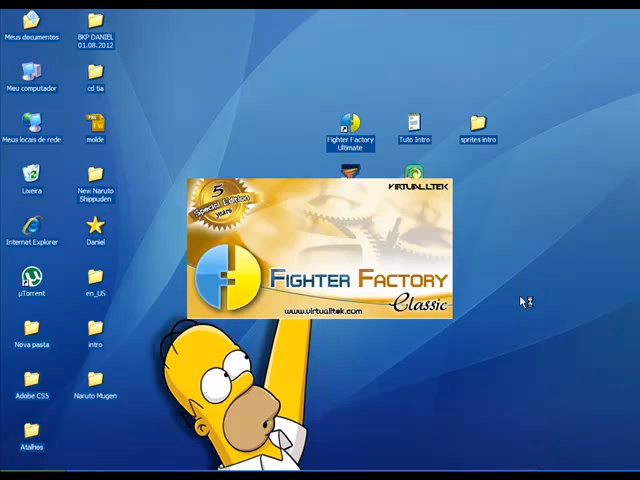 Meus documentos
BKP DANIEL
01.08.2012
Meu computador
cd tia
Meus locais de rede
molde
Fighter Factory
Ultimate
Tuto Intro
sprites intro
Lixeira
New Naruto
Shippuden
Internet Explorer
Daniel
µTorrent
en_US
Nova pasta
intro
Adobe CS5
Naruto Mugen
Atalhos
5
Special Edition
years
VIRTUALLTEK
FIGHTER FACTORY
Classic
www.virtualltek.com